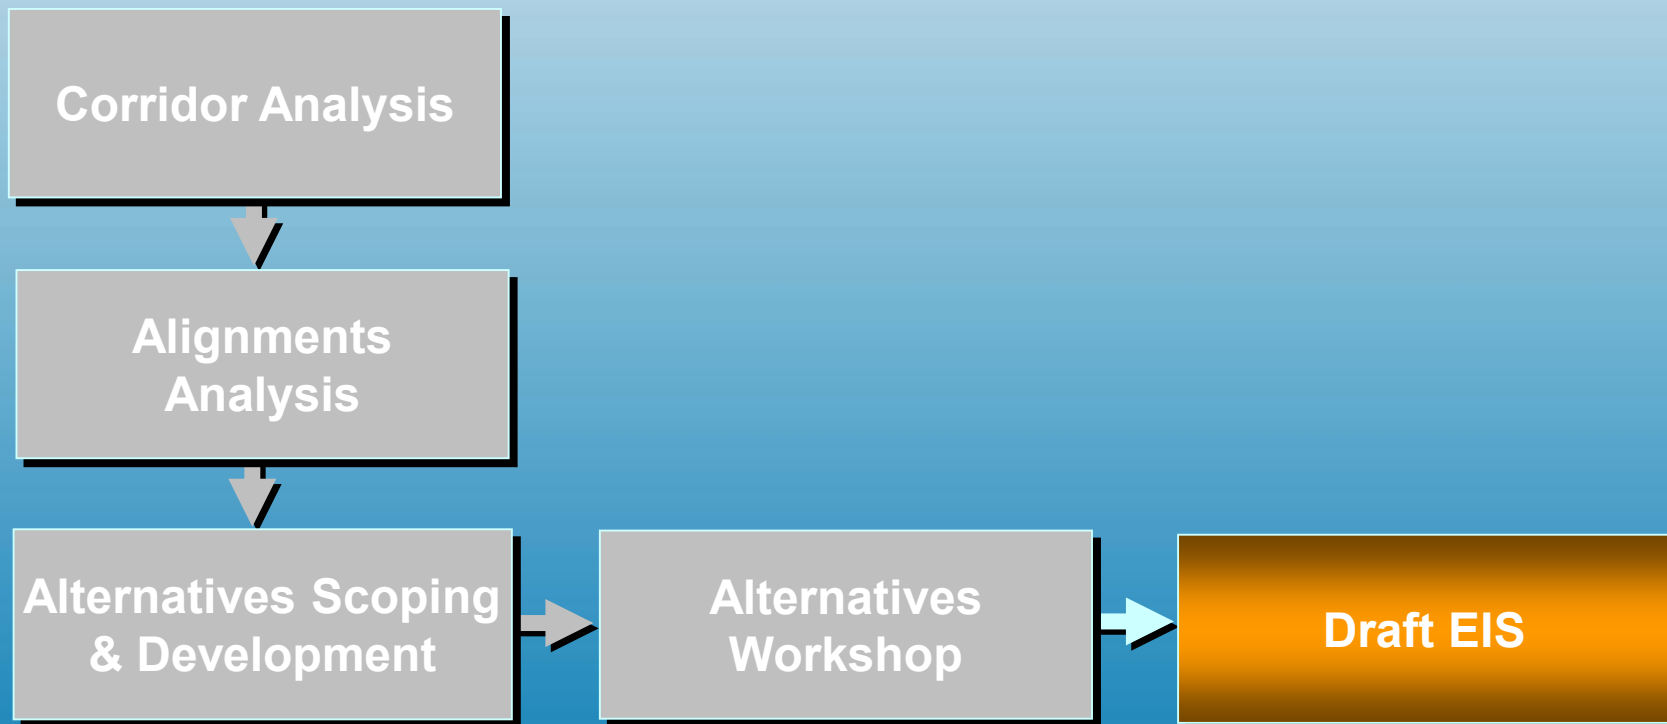 Corridor Analysis
Alignments
Analysis
Alternatives Scoping
& Development
Alternatives
Workshop
Draft EIS